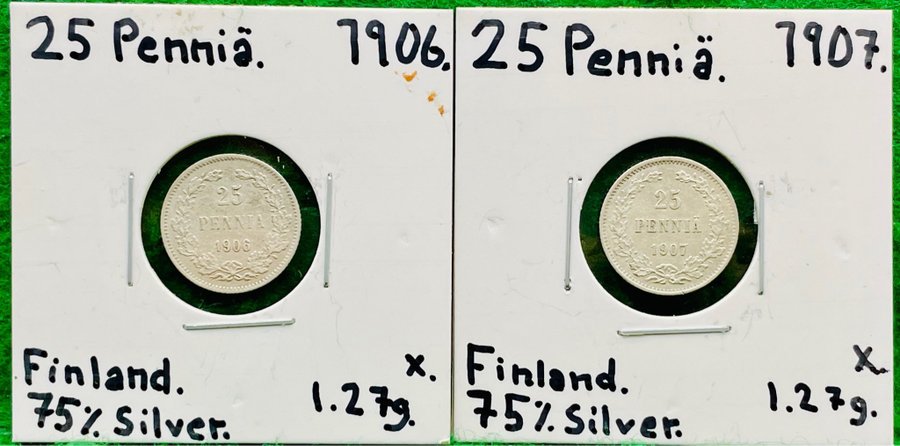 25 Penniä. 1906.
25
PENNIÄ
1906
Finland. x.
75% Silver. 1.27g.
25 Penniä. 1907.
25
PENNIÄ
1907
Finland. x.
75% Silver. 1.27g.